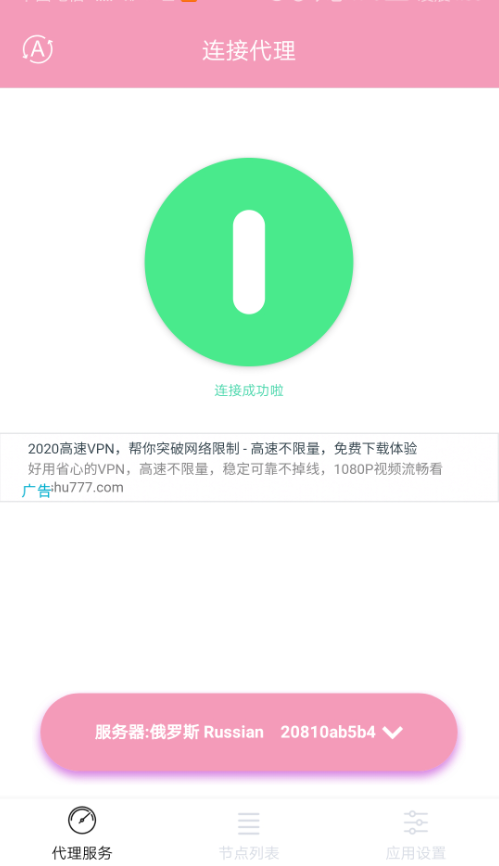 A
连接代理
连接成功啦
2020高速VPN，帮你突破网络限制 - 高速不限量，免费下载体验
好用省心的VPN，高速不限量，稳定可靠不掉线，1080P视频流畅看
广告
ihu777.com
服务器:俄罗斯 Russian 20810ab5b4
代理服务 节点列表 应用设置